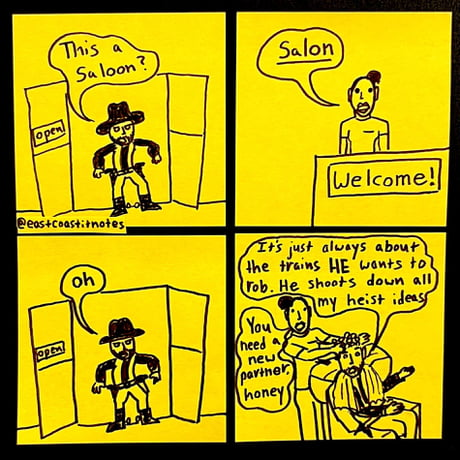 This a
Saloon?
open
@eastcoastitnotes
Salon
Welcome!
oh
open
It's just always about
the trains HE wants to
rob. He shoots down all
my heist ideas
You
need a
new
partner,
honey